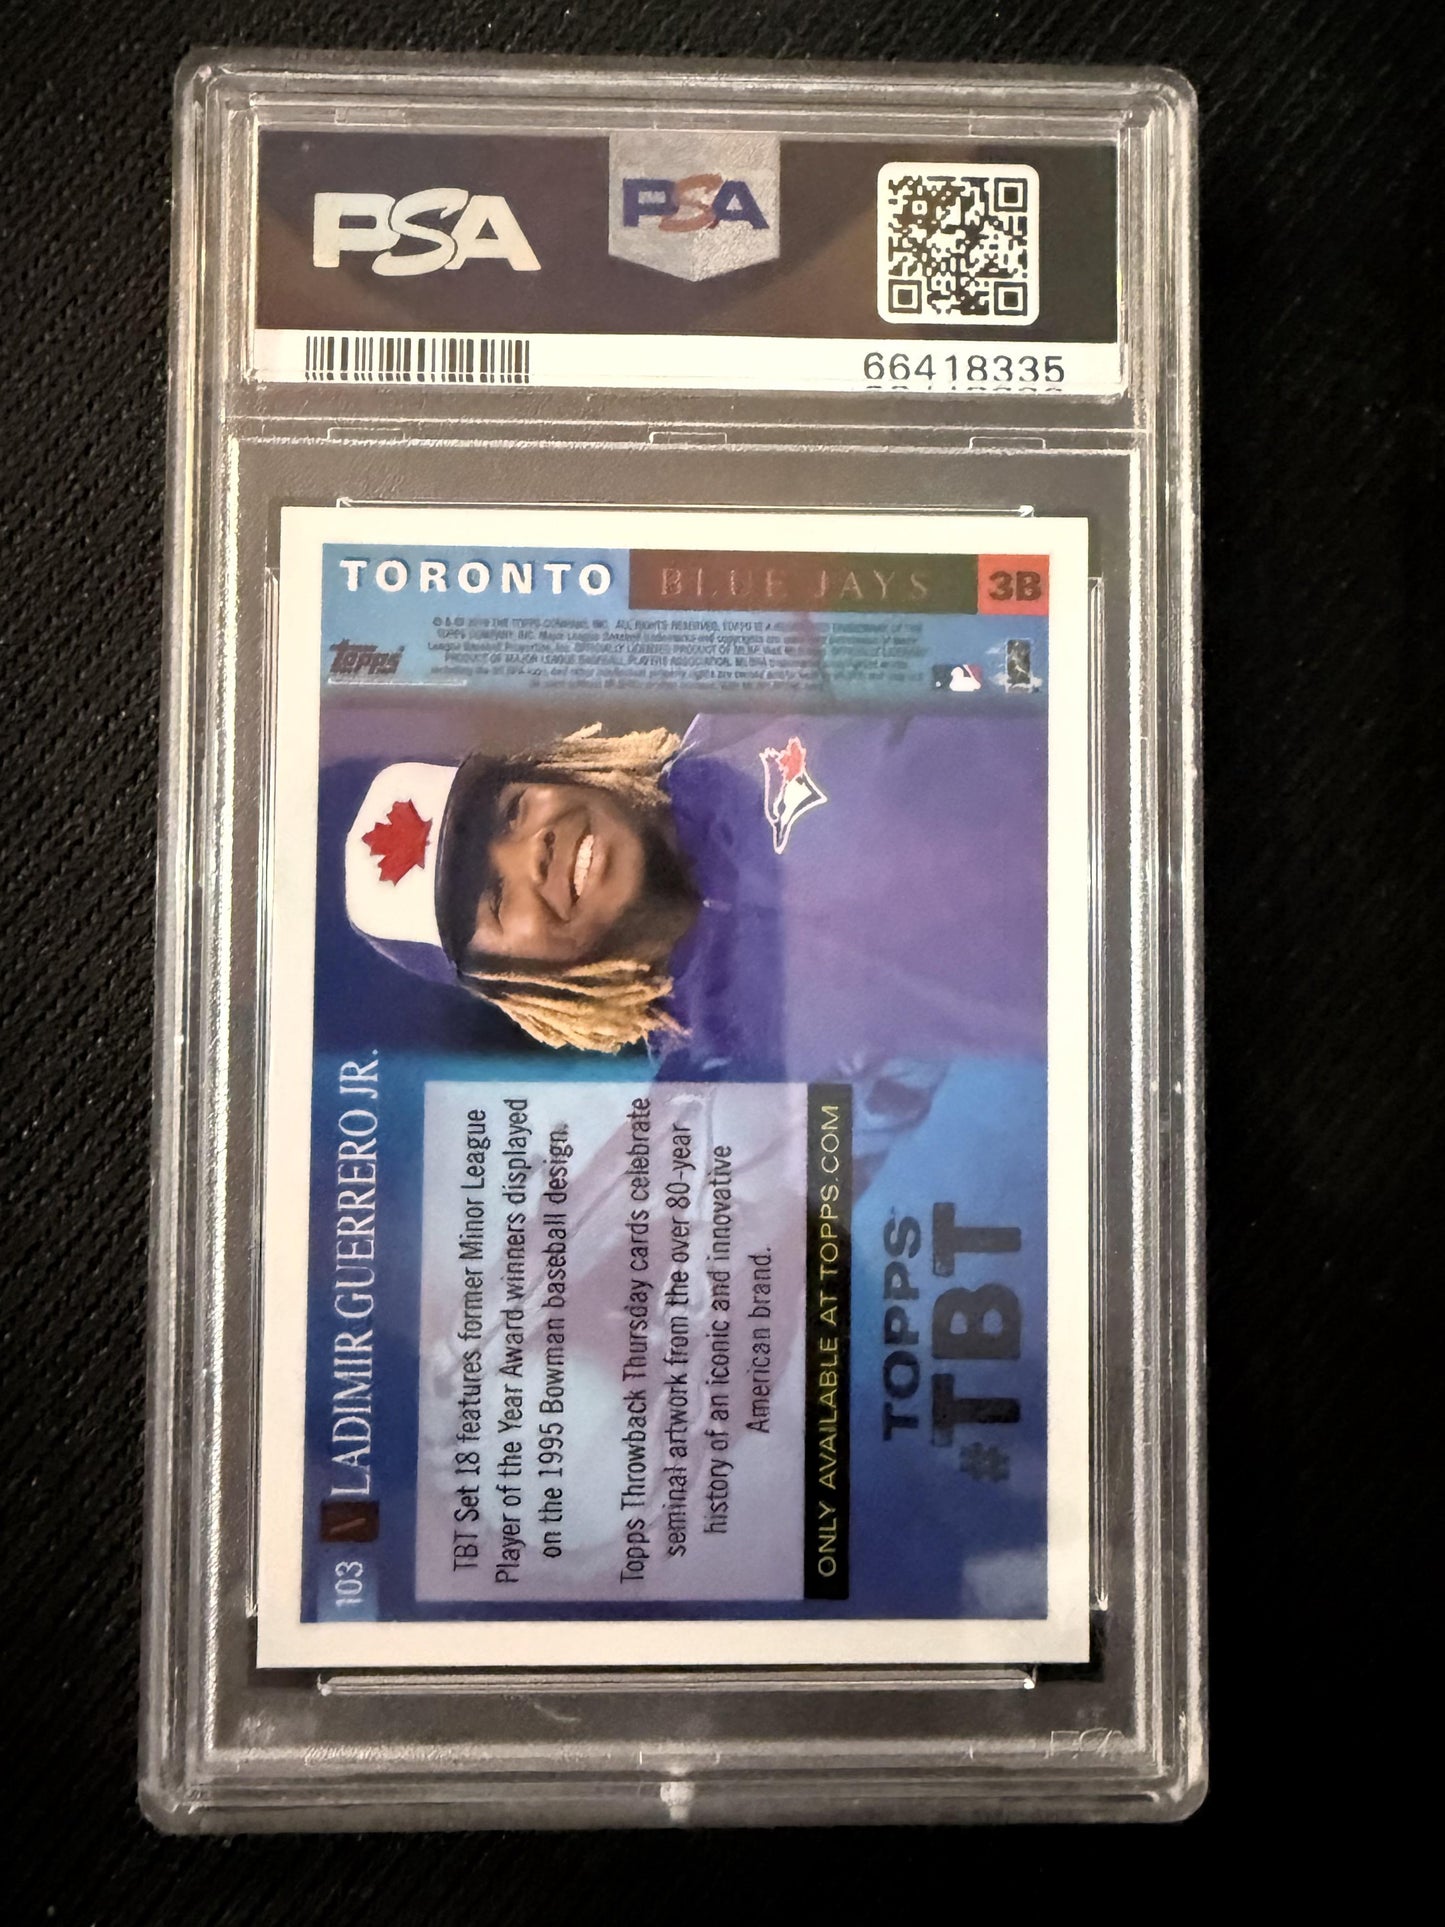 PSA
PSA
66418335
TORONTO BLUE JAYS 3B
Topps
103 VLADIMIR GUERRERO JR.
TBT Set 18 features former Minor League
Player of the Year Award winners displayed
on the 1995 Bowman baseball design.
Topps Throwback Thursday cards celebrate
seminal artwork from the over 80-year
history of an iconic and innovative
American brand.
ONLY AVAILABLE AT TOPPS.COM
TOPPS
#TBT
PSA